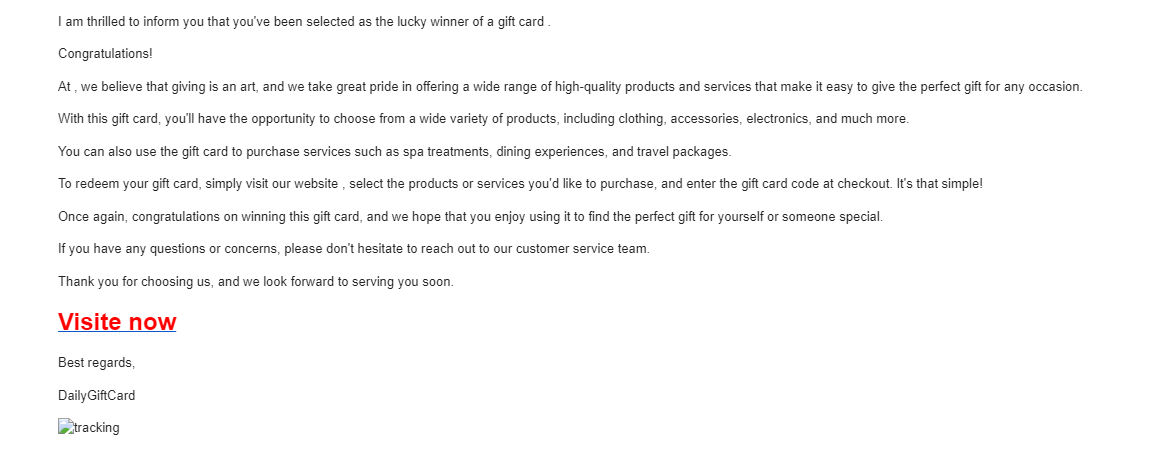 I am thrilled to inform you that you've been selected as the lucky winner of a gift card .
Congratulations!
At , we believe that giving is an art, and we take great pride in offering a wide range of high-quality products and services that make it easy to give the perfect gift for any occasion.
With this gift card, you'll have the opportunity to choose from a wide variety of products, including clothing, accessories, electronics, and much more.
You can also use the gift card to purchase services such as spa treatments, dining experiences, and travel packages.
To redeem your gift card, simply visit our website , select the products or services you'd like to purchase, and enter the gift card code at checkout. It's that simple!
Once again, congratulations on winning this gift card, and we hope that you enjoy using it to find the perfect gift for yourself or someone special.
If you have any questions or concerns, please don't hesitate to reach out to our customer service team.
Thank you for choosing us, and we look forward to serving you soon.
Visite now
Best regards,
DailyGiftCard
tracking